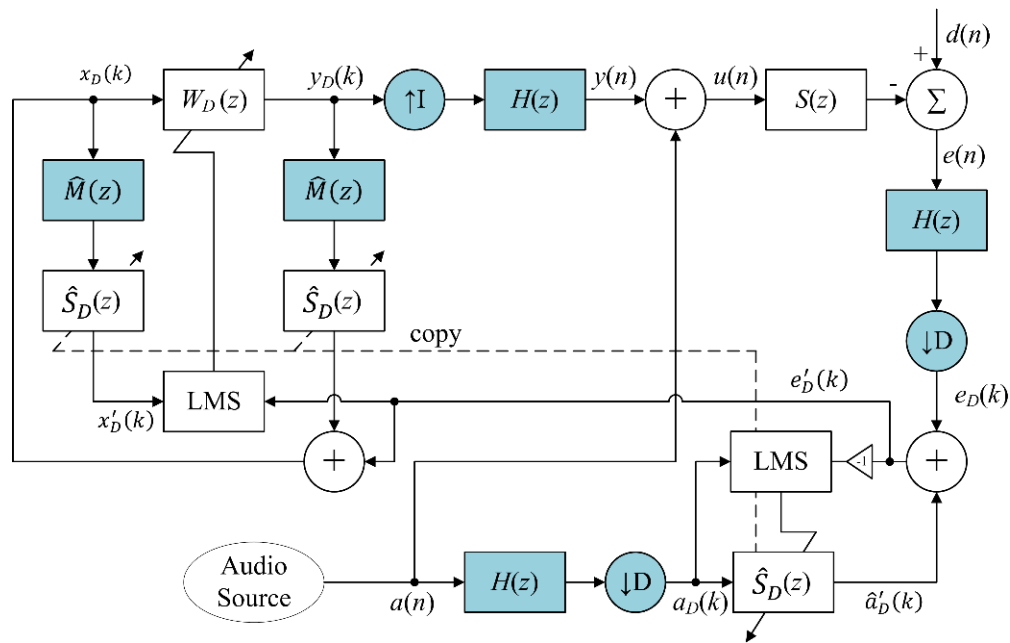 d(n)
x_D(k)
W_D(z)
y_D(k)
↑I
H(z)
y(n)
+
u(n)
S(z)
+
-
Σ
e(n)
M̂(z)
M̂(z)
H(z)
Ŝ_D(z)
Ŝ_D(z)
copy
↓D
LMS
x′_D(k)
e′_D(k)
e_D(k)
+
LMS
-1
+
Audio
Source
a(n)
H(z)
↓D
a_D(k)
Ŝ_D(z)
â′_D(k)